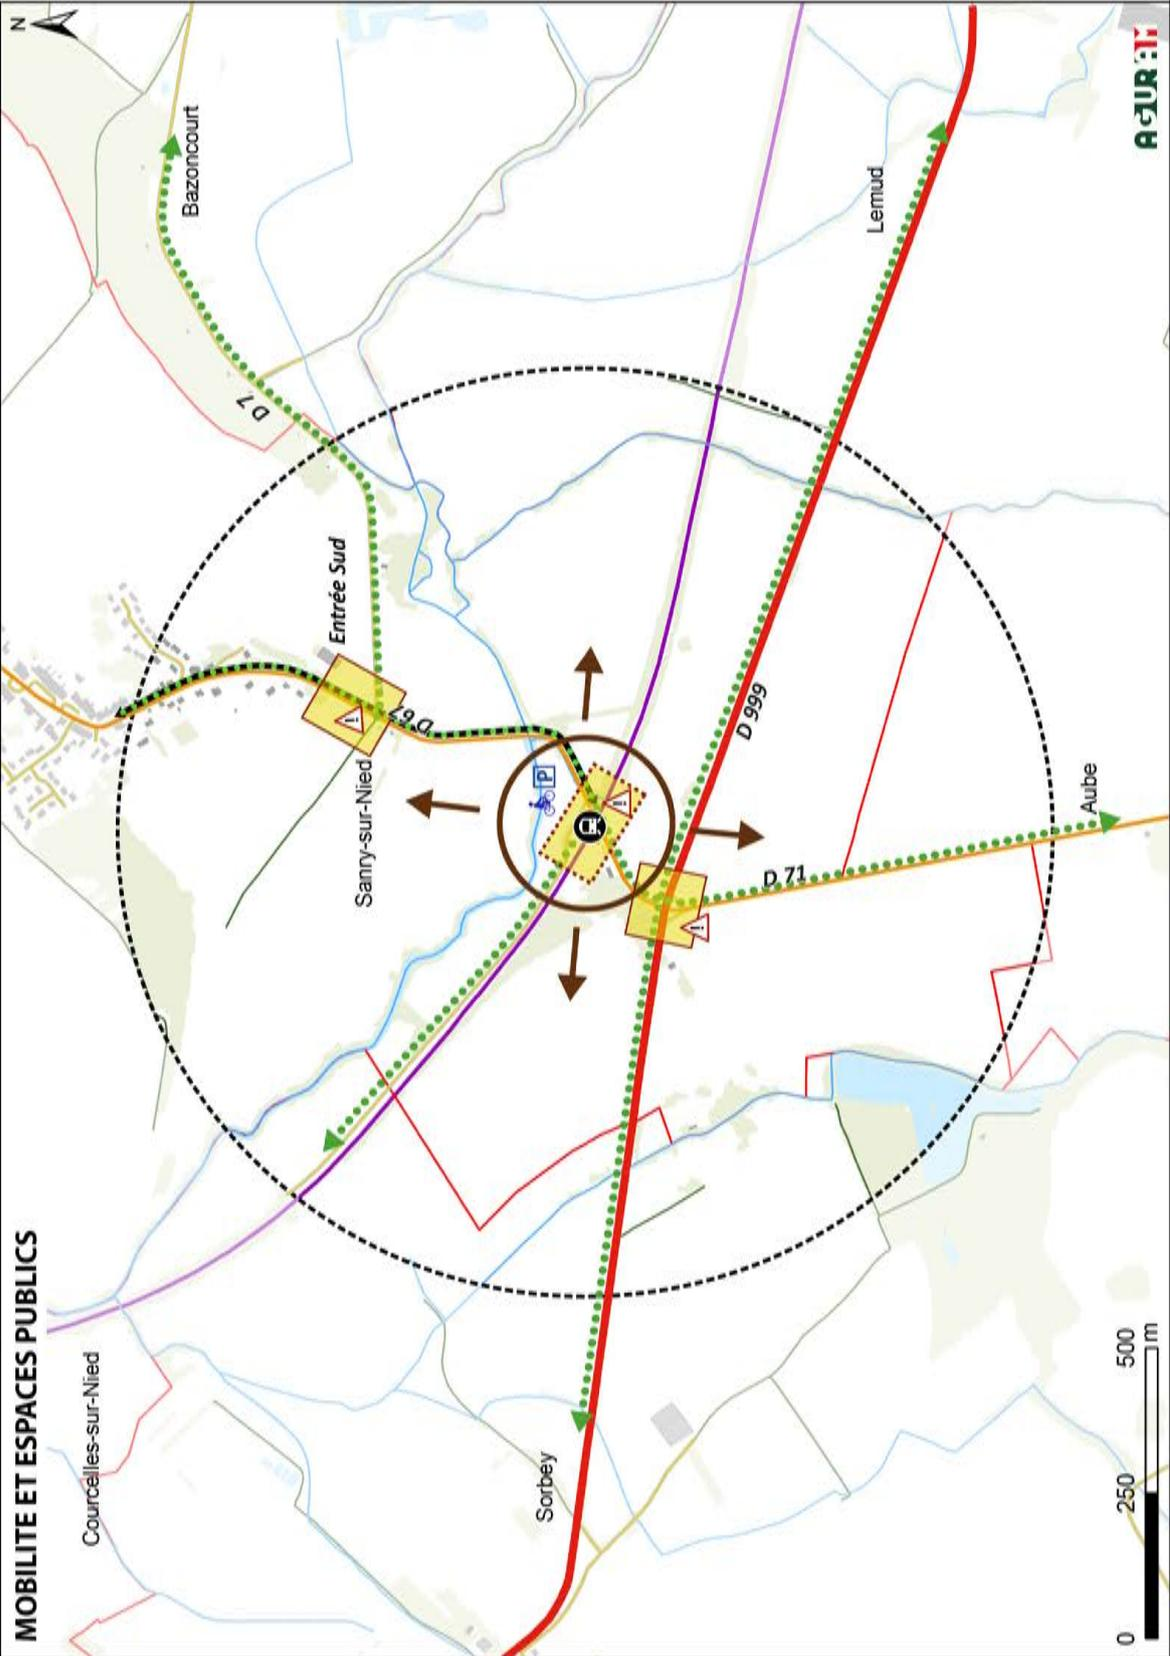 MOBILITE ET ESPACES PUBLICS
N
Courcelles-sur-Nied
Bazoncourt
D 7
Entrée Sud
Sanry-sur-Nied
D 67
P
Sorbey
D 999
Lemud
D 71
Aube
0 250 500
m
AGURAM